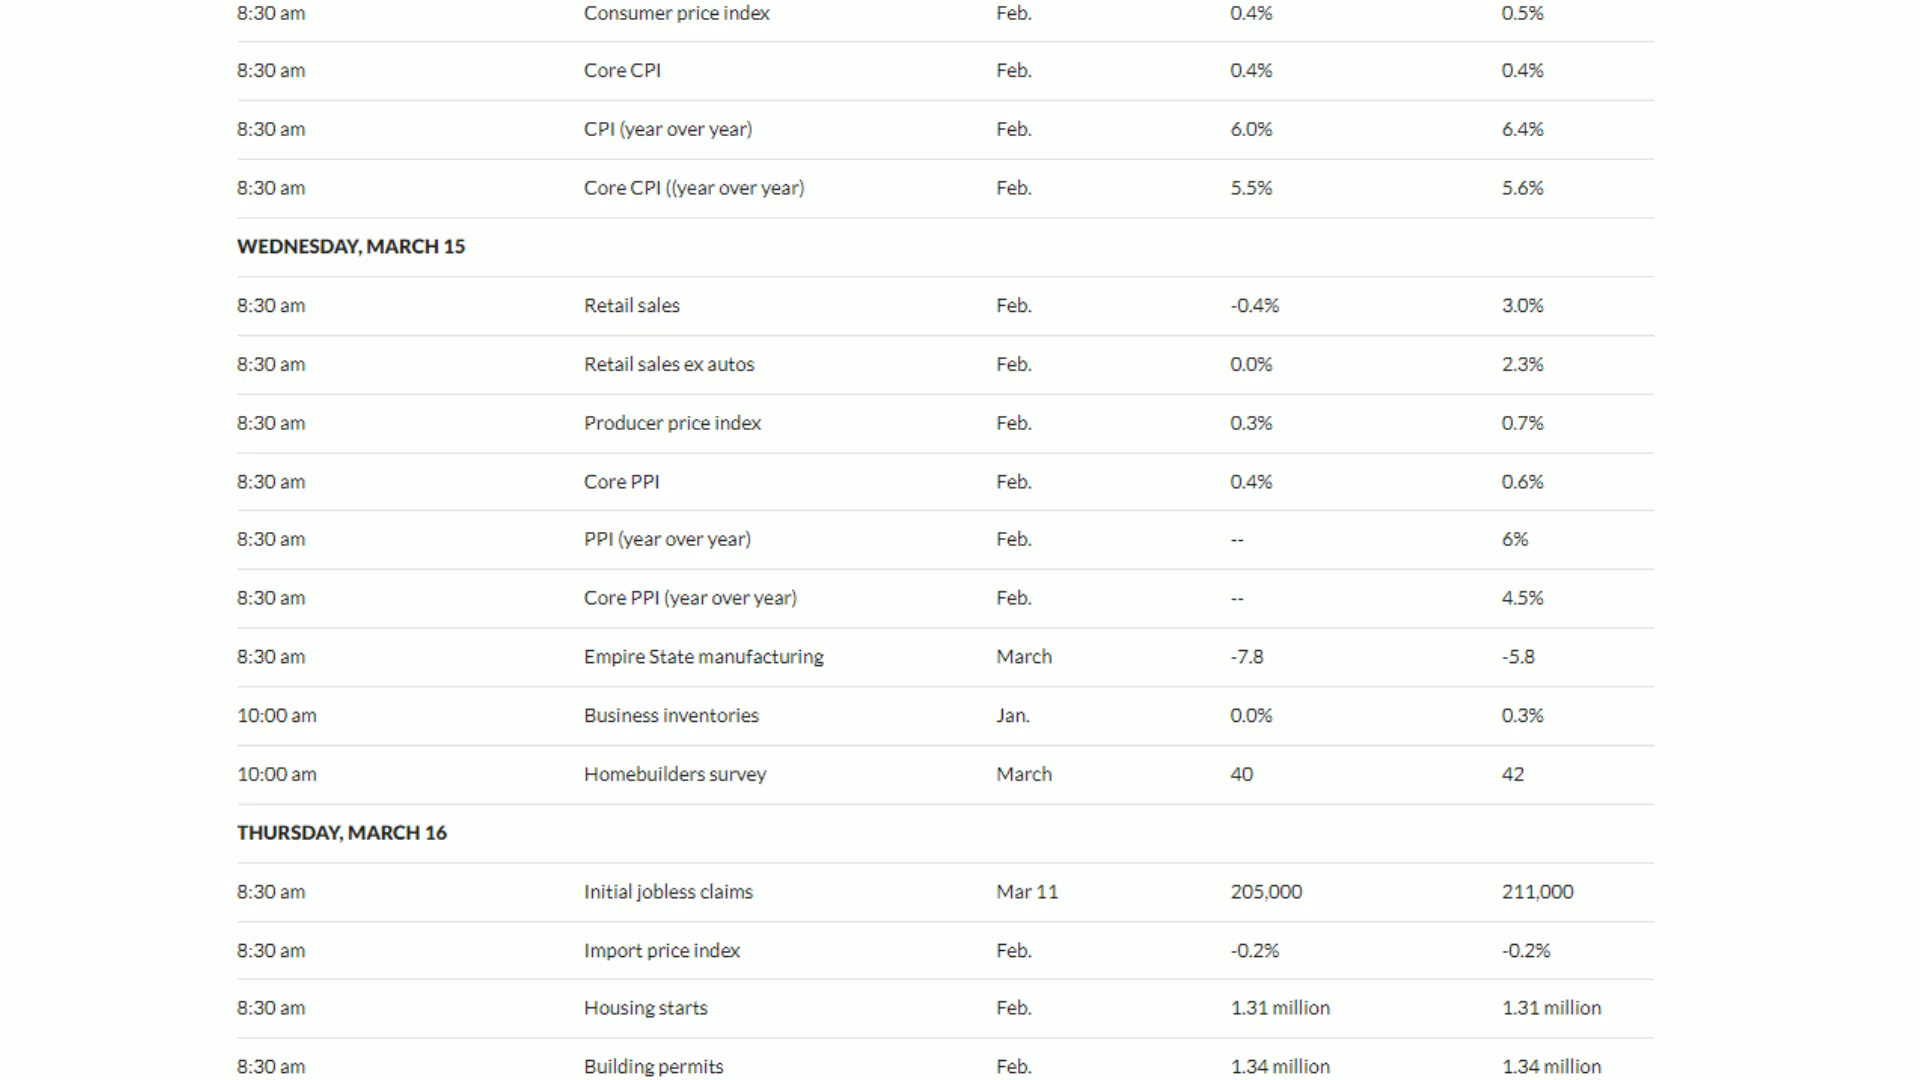 8:30 am Consumer price index Feb. 0.4% 0.5%
8:30 am Core CPI Feb. 0.4% 0.4%
8:30 am CPI (year over year) Feb. 6.0% 6.4%
8:30 am Core CPI ((year over year) Feb. 5.5% 5.6%
WEDNESDAY, MARCH 15
8:30 am Retail sales Feb. -0.4% 3.0%
8:30 am Retail sales ex autos Feb. 0.0% 2.3%
8:30 am Producer price index Feb. 0.3% 0.7%
8:30 am Core PPI Feb. 0.4% 0.6%
8:30 am PPI (year over year) Feb. -- 6%
8:30 am Core PPI (year over year) Feb. -- 4.5%
8:30 am Empire State manufacturing March -7.8 -5.8
10:00 am Business inventories Jan. 0.0% 0.3%
10:00 am Homebuilders survey March 40 42
THURSDAY, MARCH 16
8:30 am Initial jobless claims Mar 11 205,000 211,000
8:30 am Import price index Feb. -0.2% -0.2%
8:30 am Housing starts Feb. 1.31 million 1.31 million
8:30 am Building permits Feb. 1.34 million 1.34 million